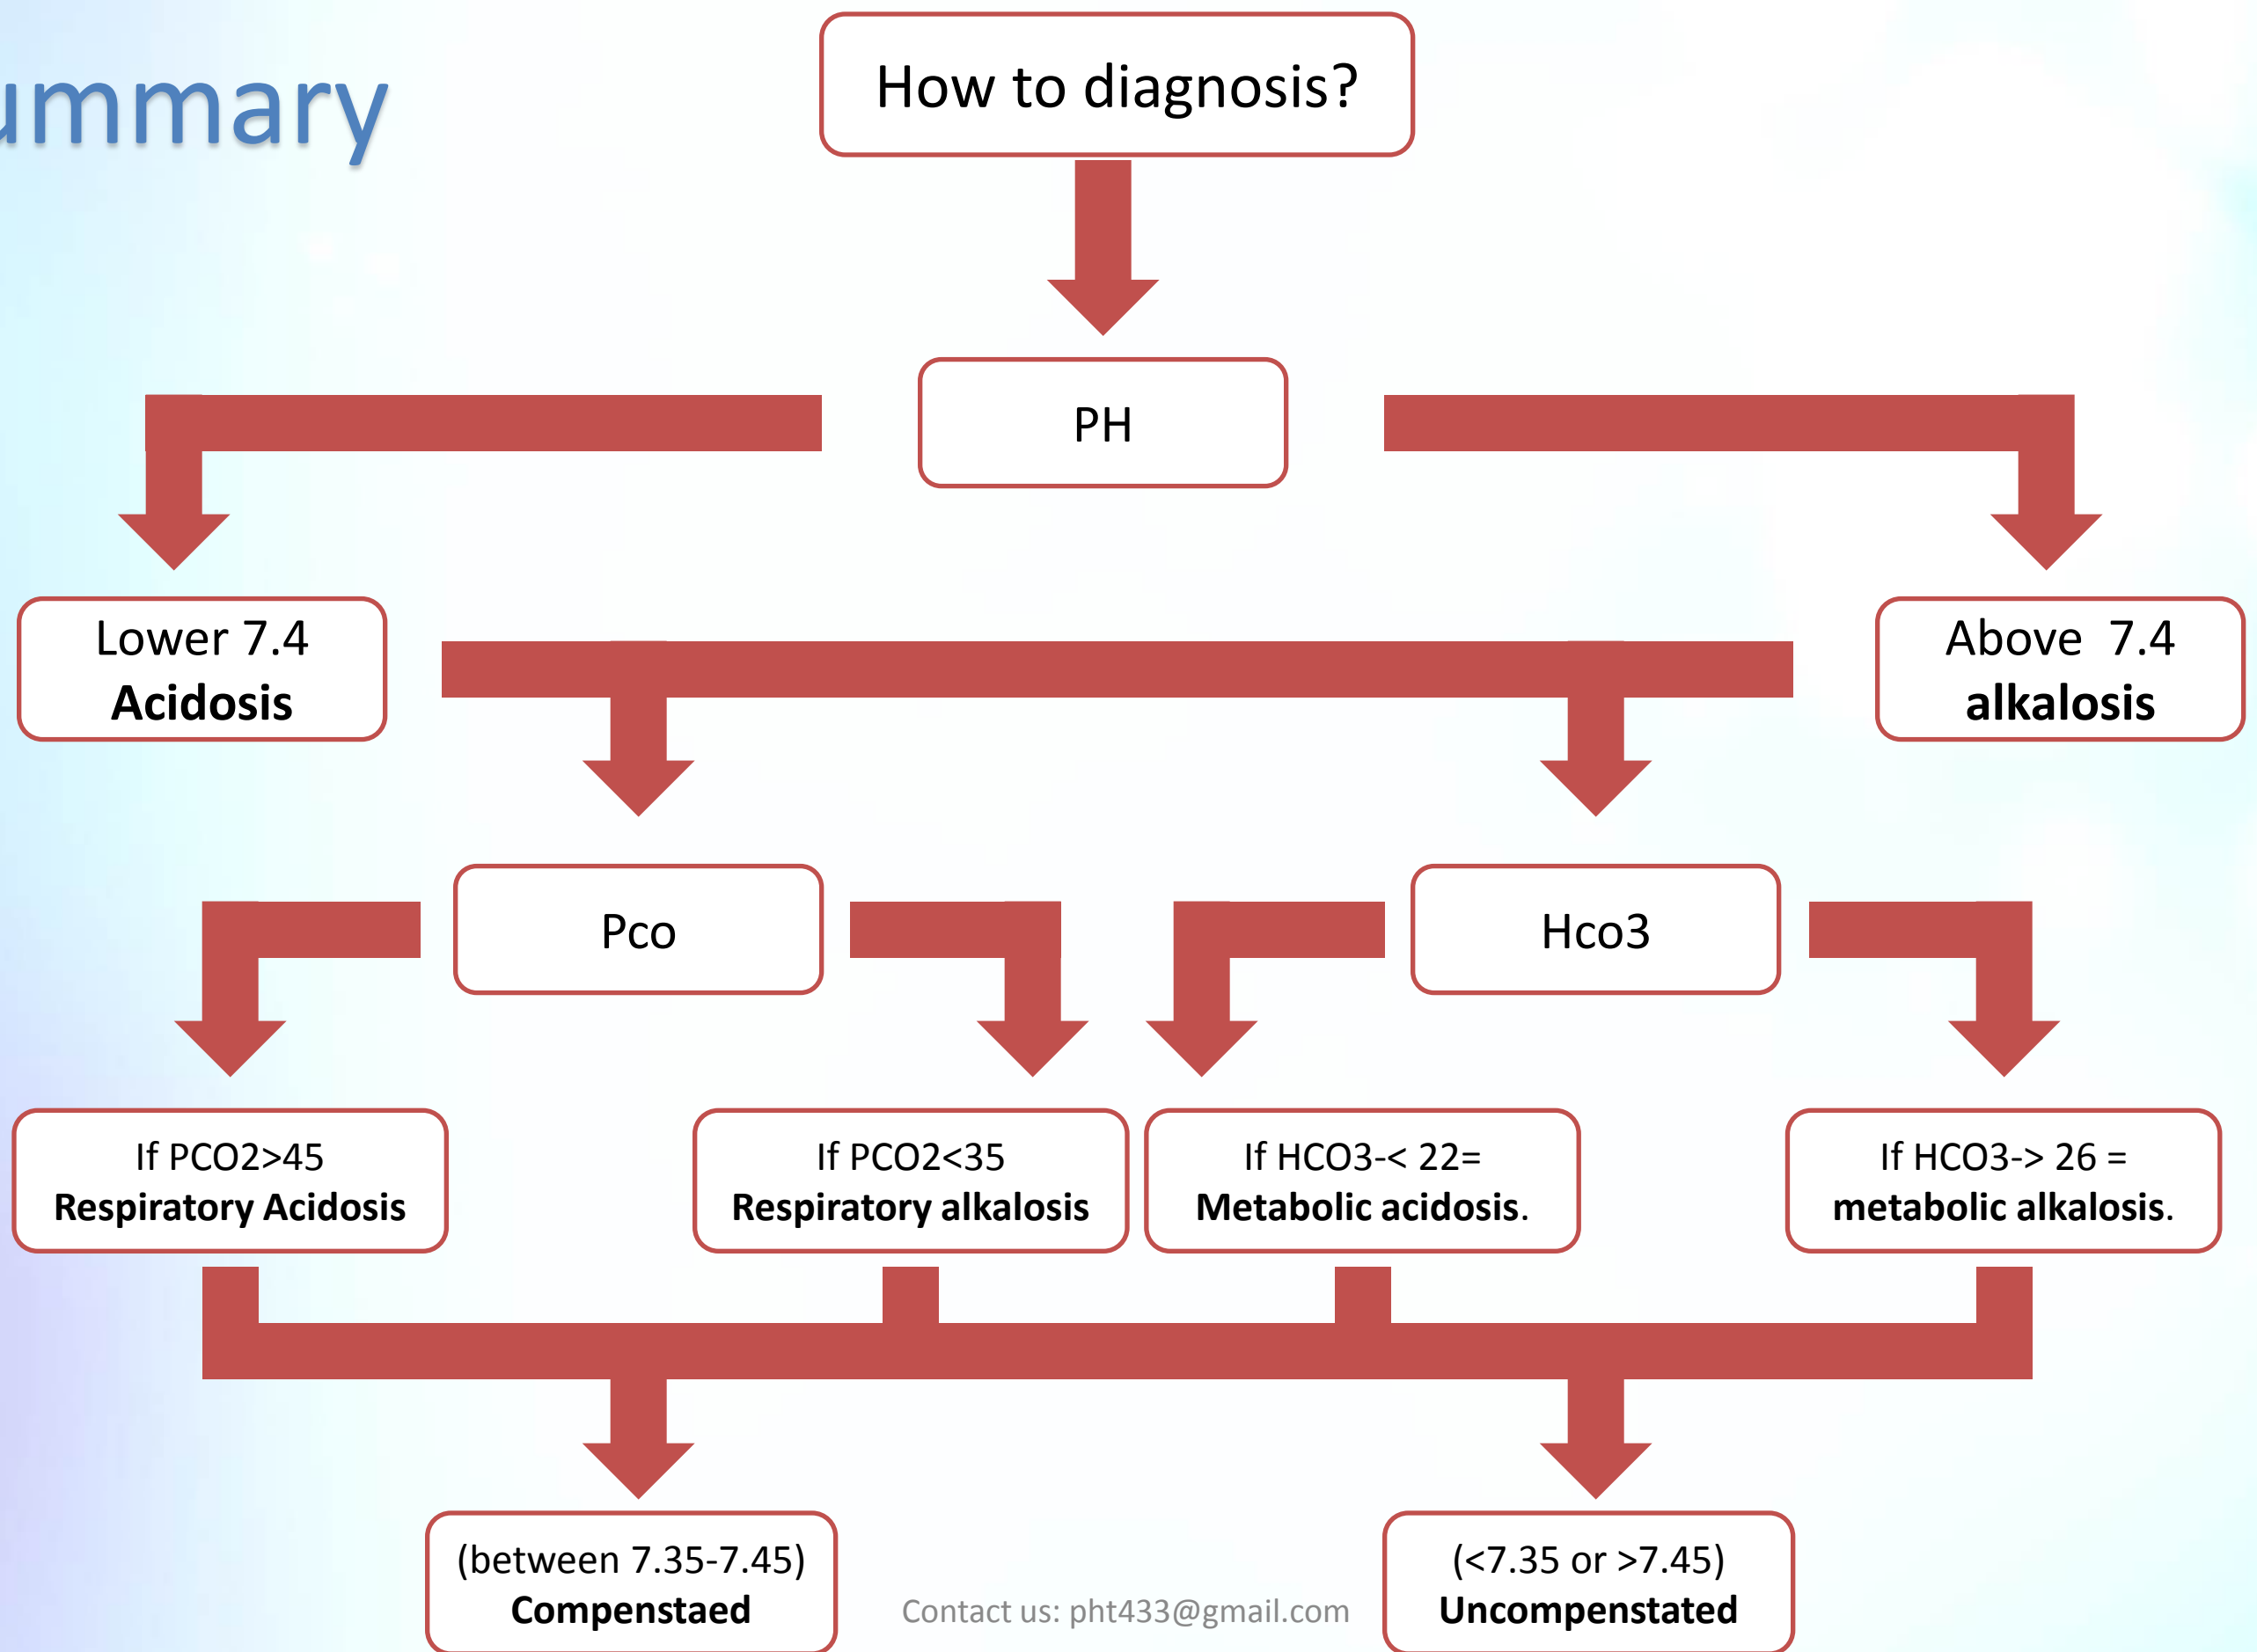 ummary
How to diagnosis?
PH
Lower 7.4
Acidosis
Above 7.4
alkalosis
Pco
Hco3
If PCO2>45
Respiratory Acidosis
If PCO2<35
Respiratory alkalosis
If HCO3-< 22=
Metabolic acidosis.
If HCO3-> 26 =
metabolic alkalosis.
(between 7.35-7.45)
Compenstaed
(<7.35 or >7.45)
Uncompenstated
Contact us: pht433@gmail.com